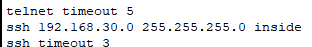 telnet timeout 5
ssh 192.168.30.0 255.255.255.0 inside
ssh timeout 3